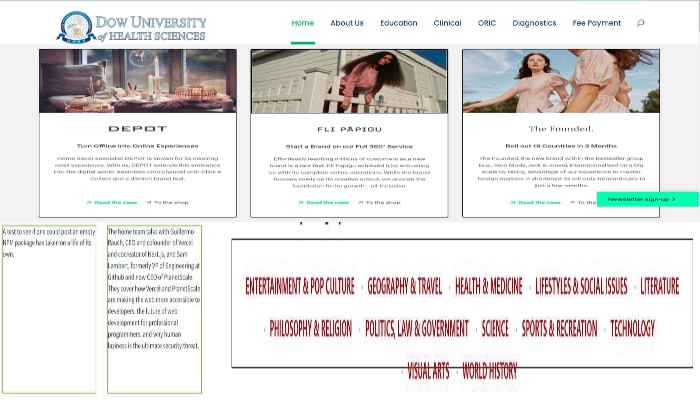 DOW UNIVERSITY
of HEALTH SCIENCES
Home About Us Education Clinical ORIC Diagnostics Fee Payment
DEPOT
Turn Offline into Online Experiences
Home decor specialist DEPOT is known for its inspiring
retail experience. With us, DEPOT extends this ambience
into the digital world. Seamless omnichannel with Click &
Collect and a distinct brand feel.
Read the case To the shop
FLI PÄPIGU
Start a Brand on our Full 360° Service
Effortlessly reaching millions of customers as a new
brand is a rare feat. Fli Papigu achieved it by entrusting
us with its complete online operations. While the brand
focuses solely on its creative output, we provide the
foundation for its growth – all inclusive.
Read the case To the shop
The Founded.
Roll out 19 Countries in 9 Months
The Founded, the new brand within the Bestseller group
(e.g., Vero Moda, Jack & Jones), internationalized on a big
scale by taking advantage of our experience to master
foreign markets. It shortened its rollouts tremendously to
just a few months.
Read the case To the
Newsletter sign-up >
A test to see if one could post an empty
NPM package has taken on a life of its
own.
The home team talks with Guillermo
Rauch, CEO and cofounder of Vercel
and cocreator of Next.js, and Sam
Lambert, formerly VP of Engineering at
Github and now CEO of PlanetScale.
They cover how Vercel and PlanetScale
are making the web more accessible to
developers, the future of web
development for professional
programmers, and why human
laziness is the ultimate security threat.
ENTERTAINMENT & POP CULTURE GEOGRAPHY & TRAVEL HEALTH & MEDICINE LIFESTYLES & SOCIAL ISSUES LITERATURE
PHILOSOPHY & RELIGION POLITICS, LAW & GOVERNMENT SCIENCE SPORTS & RECREATION TECHNOLOGY
VISUAL ARTS WORLD HISTORY